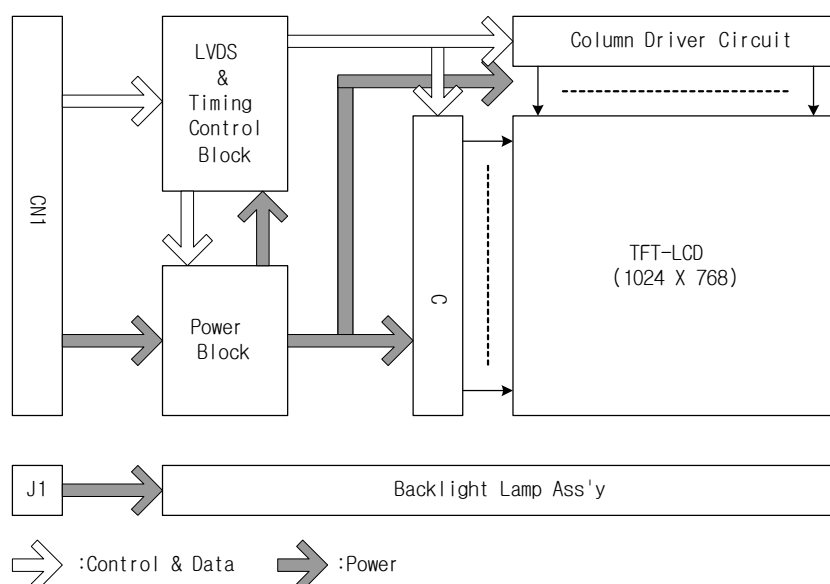 LVDS
&
Timing
Control
Block
Column Driver Circuit
CN1
TFT-LCD
(1024 X 768)
C
Power
Block
J1
Backlight Lamp Ass'y
:Control & Data
:Power